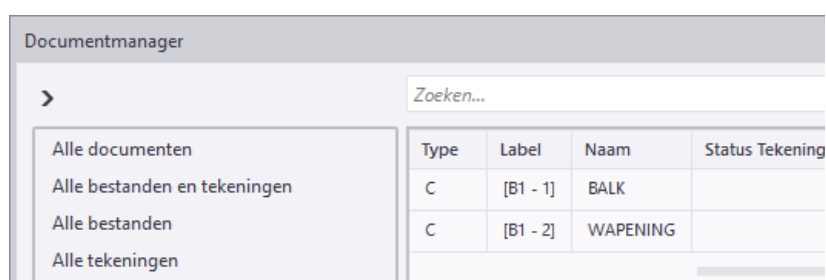 Documentmanager
Zoeken...
Alle documenten
Alle bestanden en tekeningen
Alle bestanden
Alle tekeningen
Type Label Naam Status Tekening
C [B1 - 1] BALK
C [B1 - 2] WAPENING